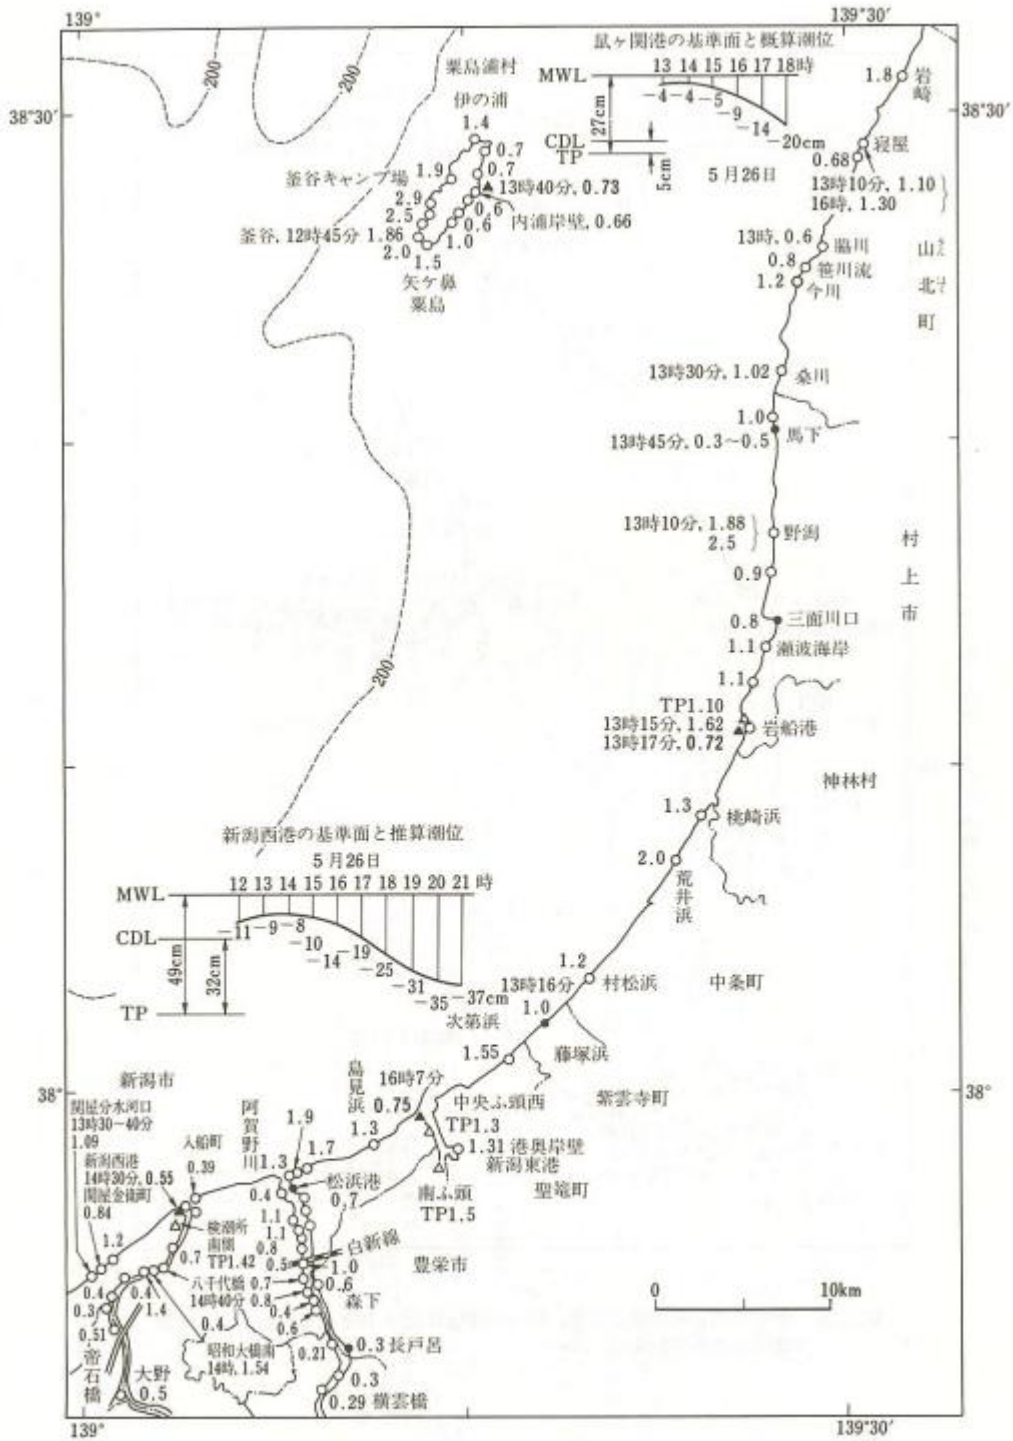 139°
139°30′
鼠ヶ関港の基準面と概算潮位
13 14 15 16 17 18時
MWL
-4 -4 -5
-9
-14
-20cm
27cm
CDL
TP
5cm
5月26日
200
200
粟島浦村
伊の浦
1.4
0.7
0.7
1.9
釜谷キャンプ場
13時40分, 0.73
2.9
2.5
0.6
0.6
内浦岸壁, 0.66
釜谷, 12時45分 1.86
1.0
2.0
1.5
矢ケ鼻
粟島
38°30′
38°30′
1.8
岩崎
寝屋
0.68
13時10分, 1.10
16時, 1.30
13時, 0.6
脇川
0.8
笹川流
1.2
今川
山北町
13時30分, 1.02
桑川
1.0
馬下
13時45分, 0.3〜0.5
13時10分, 1.88
2.5
野潟
0.9
村上市
0.8
三面川口
1.1
瀬波海岸
1.1
200
TP1.10
13時15分, 1.62
13時17分, 0.72
岩船港
神林村
1.3
桃崎浜
2.0
荒井浜
新潟西港の基準面と推算潮位
5月26日
12 13 14 15 16 17 18 19 20 21 時
MWL
-11 -9 -8
-10
-14
-19
-25
-31
-35
-37cm
CDL
49cm
32cm
TP
1.2
13時16分
村松浜
中条町
1.0
次第浜
藤塚浜
1.55
紫雲寺町
38°
38°
新潟市
島見浜
16時7分
0.75
中央ふ頭西
TP1.3
1.31 港奥岸壁
新潟東港
聖竜町
南ふ頭
TP1.5
関屋分水河口
13時30−40分
1.09
新潟西港
14時30分, 0.55
関屋金鉢町
0.84
入船町
0.39
阿賀野川
1.9
1.7
1.3
1.3
松浜港
0.4
0.7
1.1
1.1
0.8
0.5
白新線
1.0
0.6
豊栄市
1.2
検潮所
TP1.42
0.7
八千代橋
14時40分
0.7
0.8
0.4
0.6
森下
0.4
0.4
1.4
0.4
0.3
0.51
昭和大橋南
14時, 1.54
0.21
0.3 長戸呂
0.3
0.29 横雲橋
帝石橋
大野
0.5
0
10km
139°
139°30′